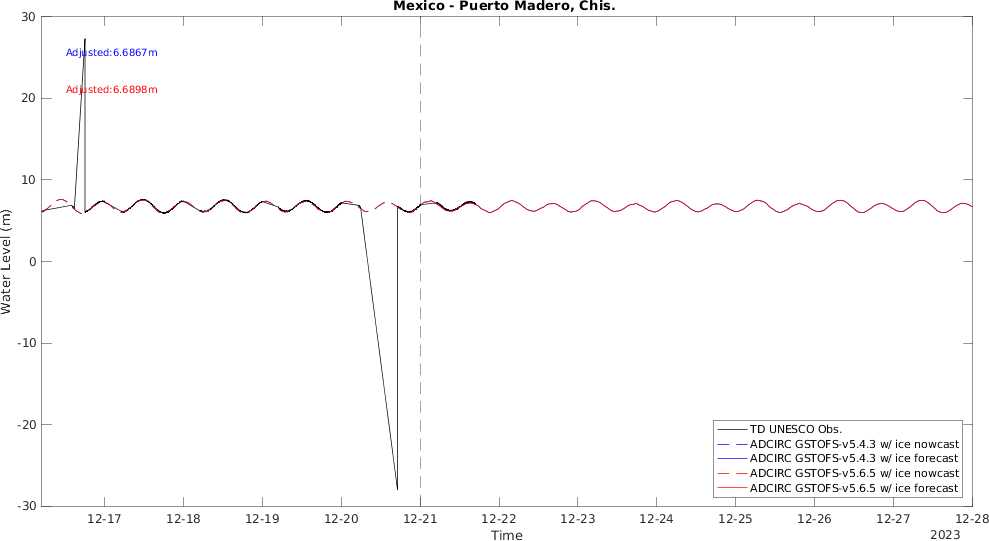 Mexico - Puerto Madero, Chis.
30
20
10
0
-10
-20
-30
Water Level (m)
Adjusted:6.6867m
Adjusted:6.6898m
TD UNESCO Obs.
ADCIRC GSTOFS-v5.4.3 w/ ice nowcast
ADCIRC GSTOFS-v5.4.3 w/ ice forecast
ADCIRC GSTOFS-v5.6.5 w/ ice nowcast
ADCIRC GSTOFS-v5.6.5 w/ ice forecast
12-17 12-18 12-19 12-20 12-21 12-22 12-23 12-24 12-25 12-26 12-27 12-28
Time
2023